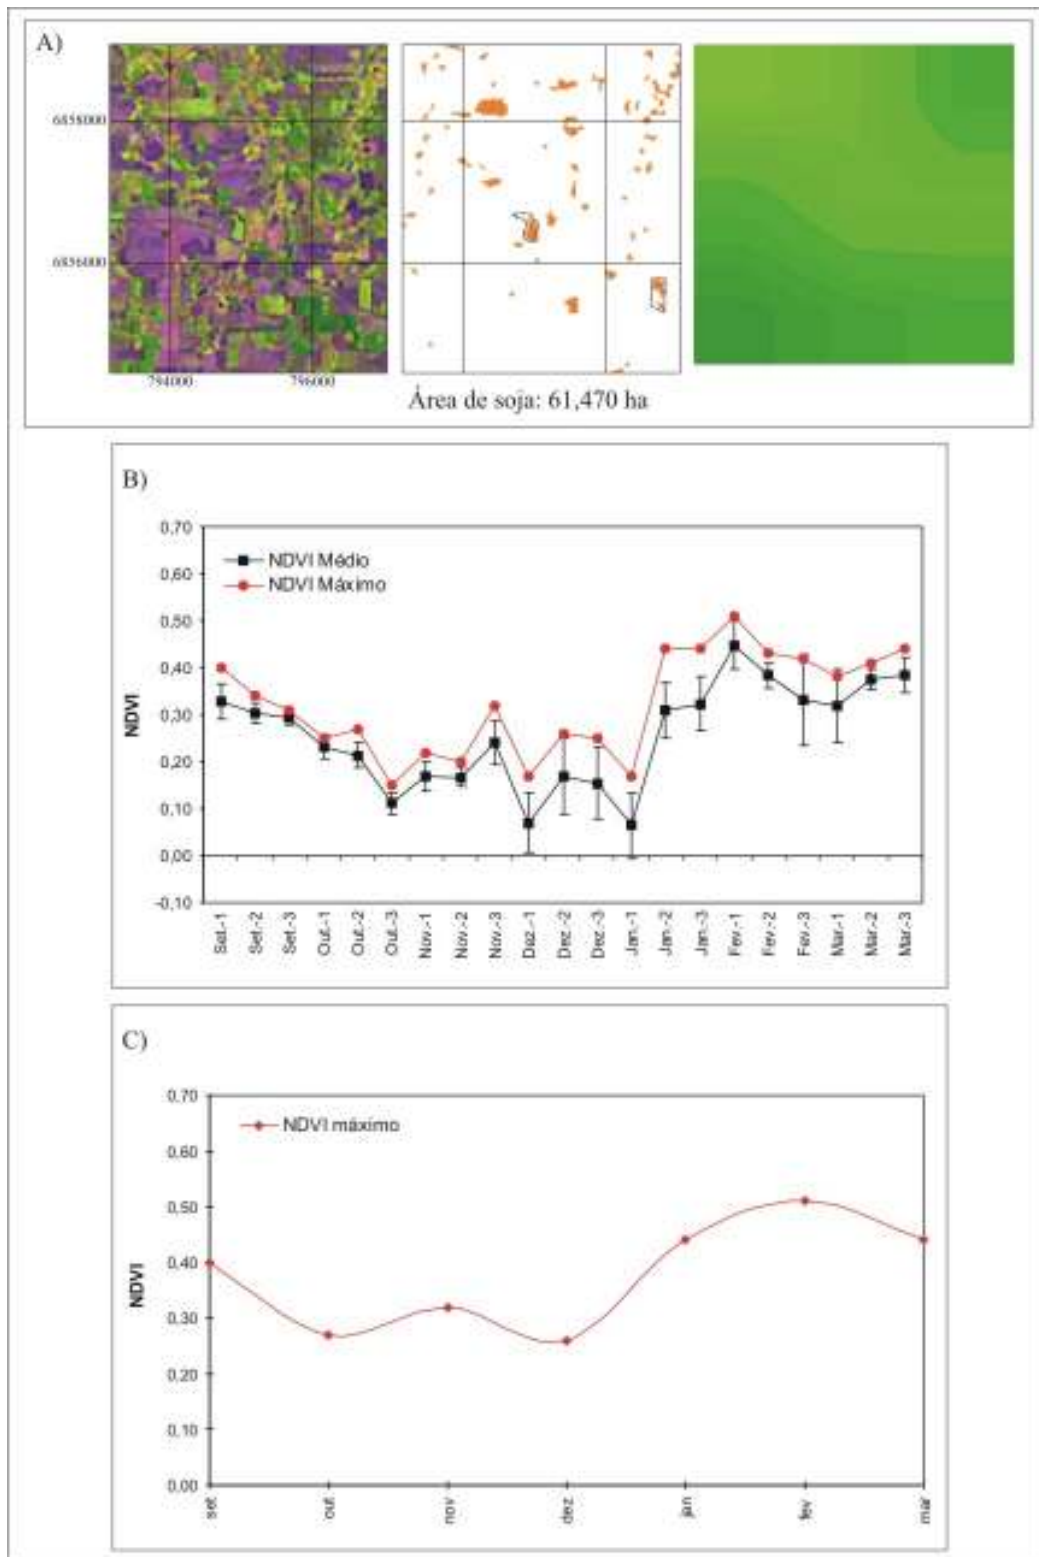 A)
6858000
6856000
794000 796000
Área de soja: 61,470 ha
B)
0,70
0,60
0,50
0,40
0,30
0,20
0,10
0,00
-0,10
NDVI
NDVI Médio
NDVI Máximo
Set.-1 Set.-2 Set.-3 Out.-1 Out.-2 Out.-3 Nov.-1 Nov.-2 Nov.-3 Dez.-1 Dez.-2 Dez.-3 Jan.-1 Jan.-2 Jan.-3 Fev.-1 Fev.-2 Fev.-3 Mar.-1 Mar.-2 Mar.-3
C)
0,70
0,60
0,50
0,40
0,30
0,20
0,10
0,00
NDVI
NDVI máximo
set out nov dez jan fev mar